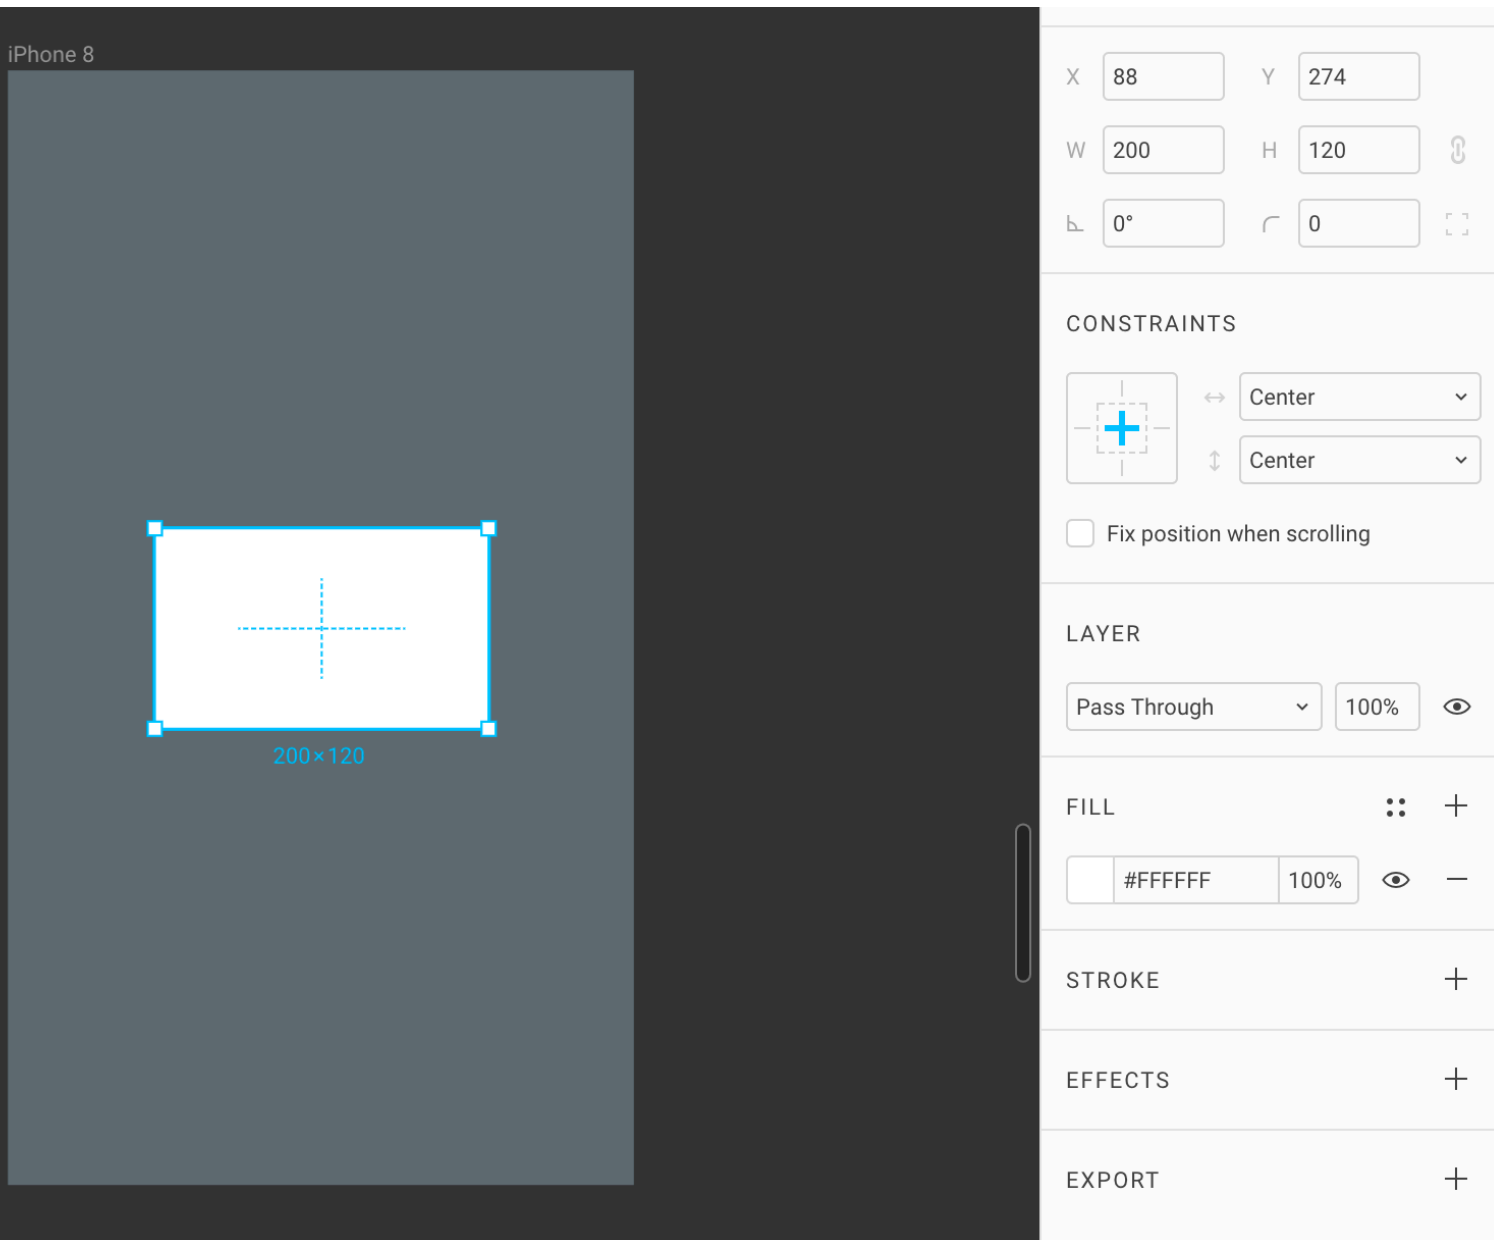 iPhone 8
200×120
X 88 Y 274
W 200 H 120
0° 0
CONSTRAINTS
Center
Center
Fix position when scrolling
LAYER
Pass Through 100%
FILL
#FFFFFF 100%
STROKE
EFFECTS
EXPORT